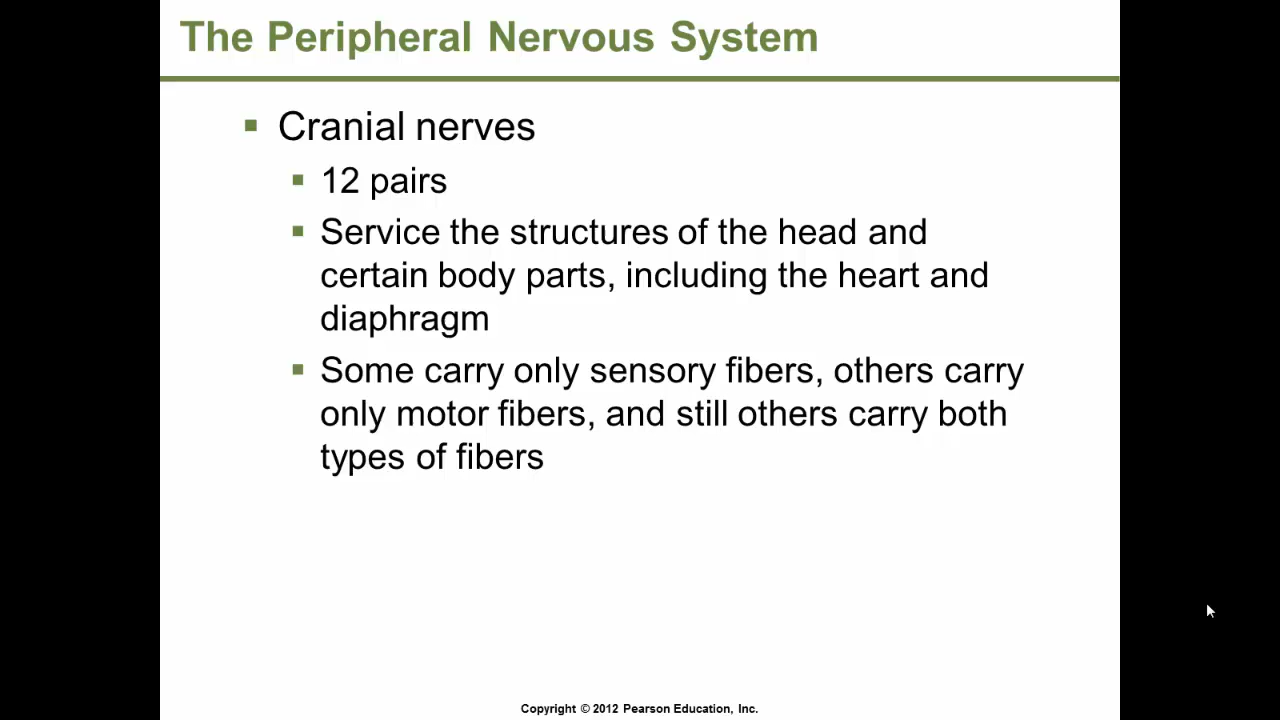 The Peripheral Nervous System
Cranial nerves
12 pairs
Service the structures of the head and
certain body parts, including the heart and
diaphragm
Some carry only sensory fibers, others carry
only motor fibers, and still others carry both
types of fibers
Copyright © 2012 Pearson Education, Inc.